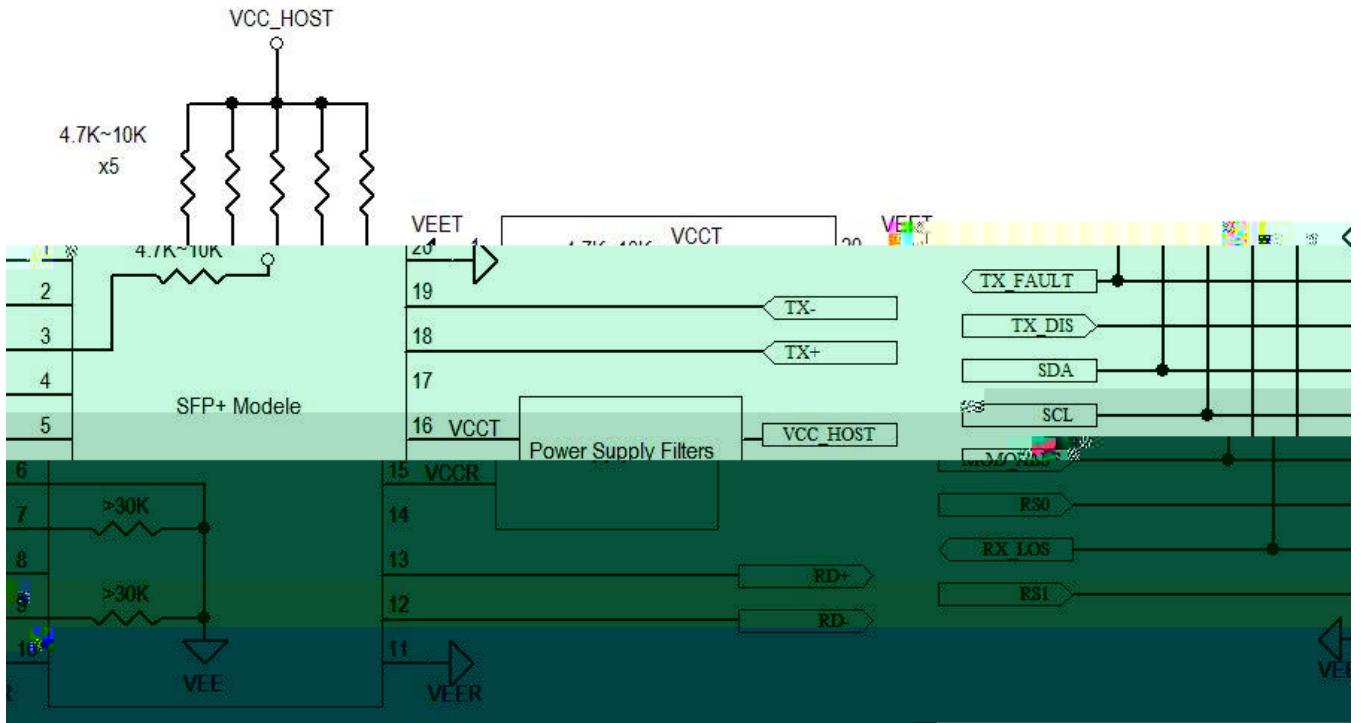 VCC_HOST
4.7K~10K
x5
VEET
VCCT
VEET
4.7K~10K
20
2
19
TX-
TX_FAULT
3
18
TX+
TX_DIS
4
17
SDA
SFP+ Modele
5
16
VCCT
VCC_HOST
SCL
Power Supply Filters
6
15
VCCR
7
>30K
14
RS0
8
13
RD+
RX_LOS
9
>30K
12
RD-
RS1
10
11
VEE
VEER